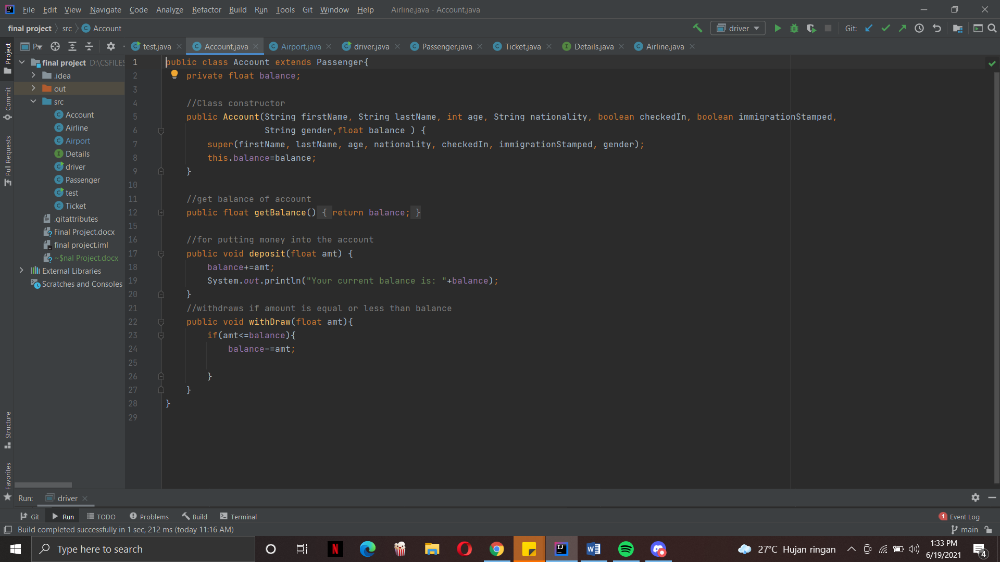 File Edit View Navigate Code Analyze Refactor Build Run Tools Git Window Help Airline.java - Account.java
final project src Account
driver Git:
P... test.java Account.java Airport.java driver.java Passenger.java Ticket.java Details.java Airline.java
Project
Commit
Pull Requests
Structure
Favorites
final project D:\CSFILES
.idea
out
src
Account
Airline
Airport
Details
driver
Passenger
test
Ticket
.gitattributes
Final Project.docx
final project.iml
~$nal Project.docx
External Libraries
Scratches and Consoles
1 public class Account extends Passenger{
2 private float balance;
3
4 //Class constructor
5 public Account(String firstName, String lastName, int age, String nationality, boolean checkedIn, boolean immigrationStamped,
6 String gender,float balance ) {
7 super(firstName, lastName, age, nationality, checkedIn, immigrationStamped, gender);
8 this.balance=balance;
9 }
10
11 //get balance of account
12 public float getBalance() { return balance; }
15
16 //for putting money into the account
17 public void deposit(float amt) {
18 balance+=amt;
19 System.out.println("Your current balance is: "+balance);
20 }
21 //withdraws if amount is equal or less than balance
22 public void withDraw(float amt){
23 if(amt<=balance){
24 balance-=amt;
25
26 }
27 }
28 }
29
Run: driver
Git Run TODO Problems Build Terminal 1 Event Log
Build completed successfully in 1 sec, 212 ms (today 11:16 AM) main
Type here to search 27°C Hujan ringan 1:33 PM
6/19/2021 4